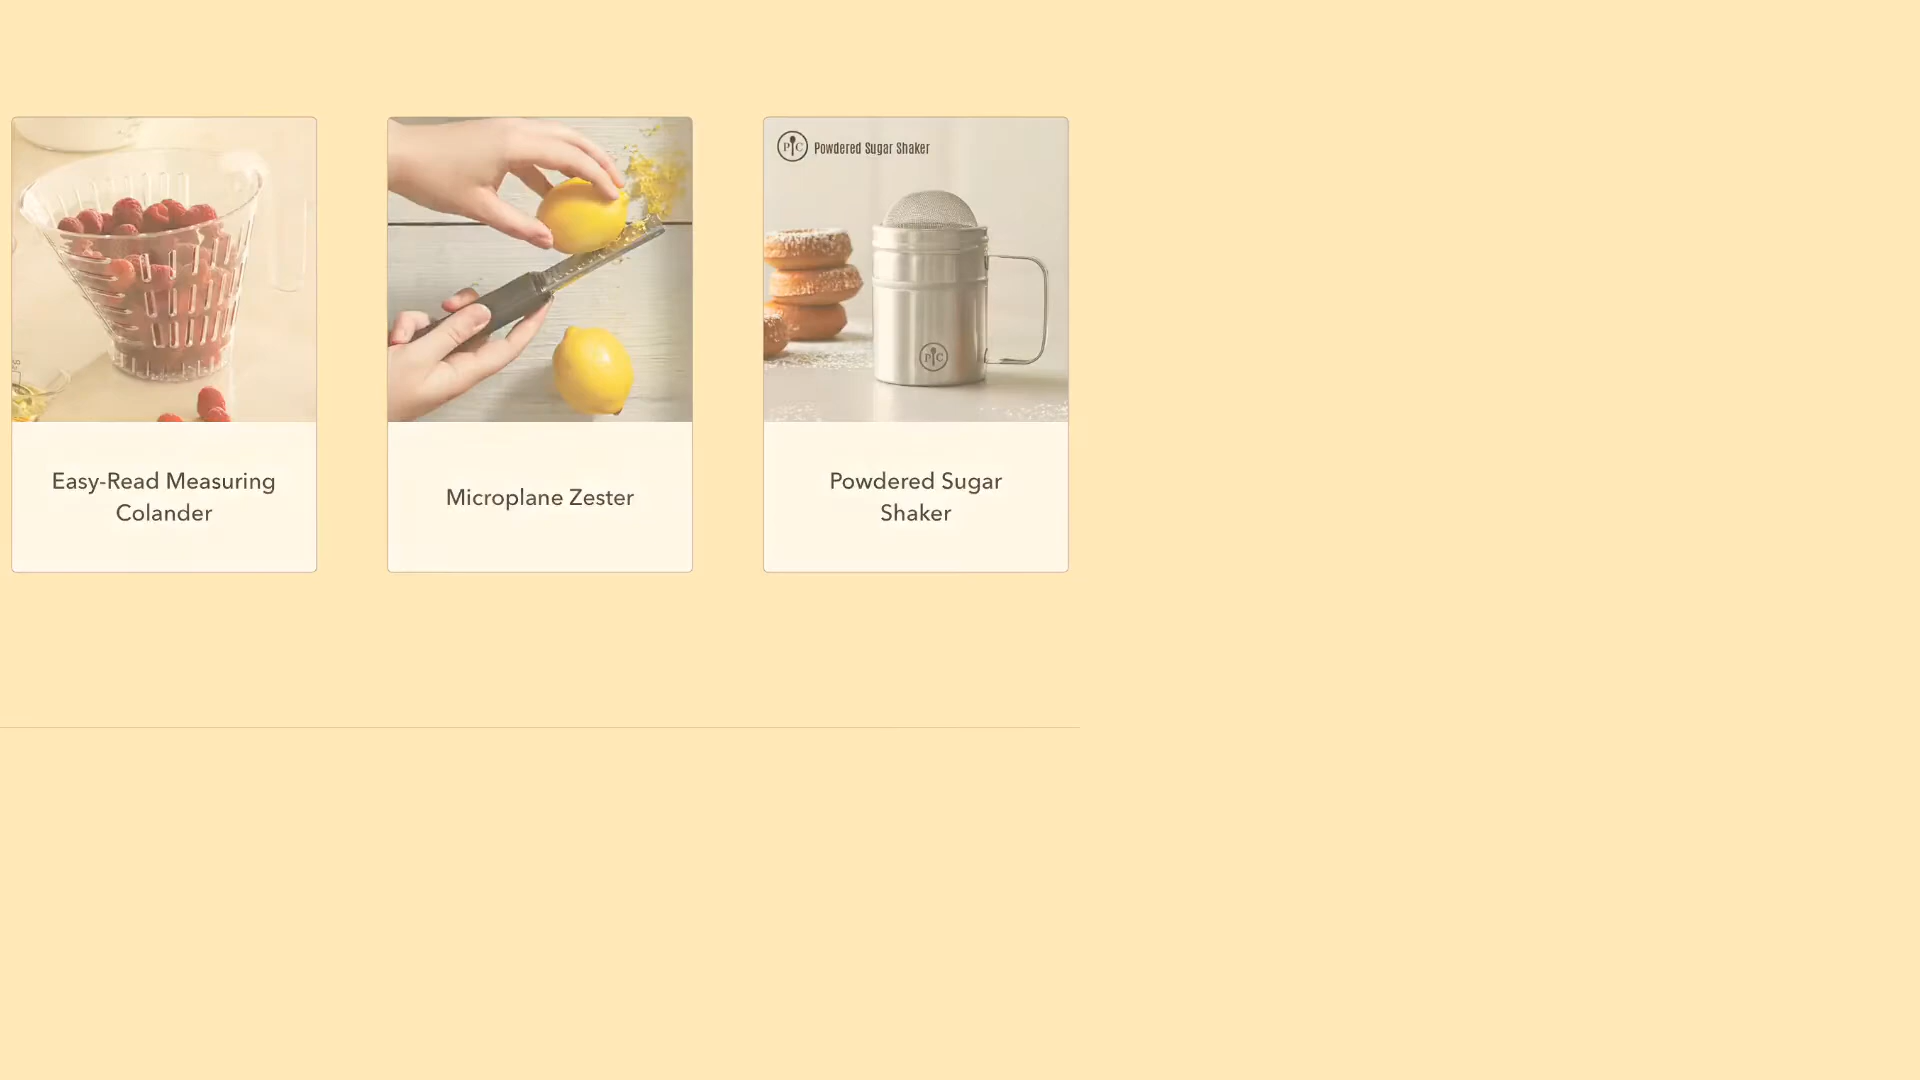 P C Powdered Sugar Shaker
P C
Easy-Read Measuring
Colander
Microplane Zester
Powdered Sugar
Shaker